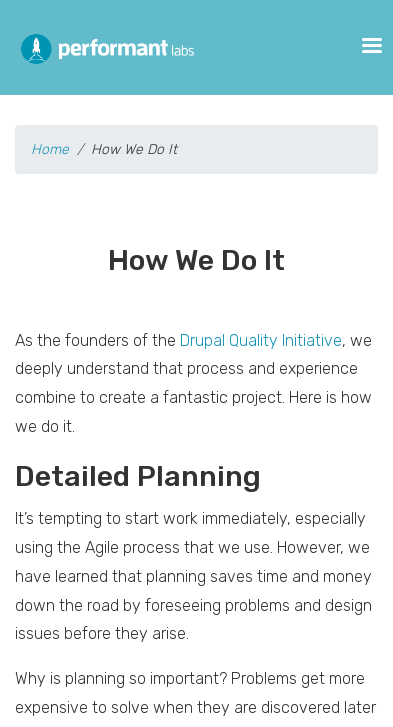 performant labs
Home / How We Do It
How We Do It
As the founders of the Drupal Quality Initiative, we
deeply understand that process and experience
combine to create a fantastic project. Here is how
we do it.
Detailed Planning
It’s tempting to start work immediately, especially
using the Agile process that we use. However, we
have learned that planning saves time and money
down the road by foreseeing problems and design
issues before they arise.
Why is planning so important? Problems get more
expensive to solve when they are discovered later